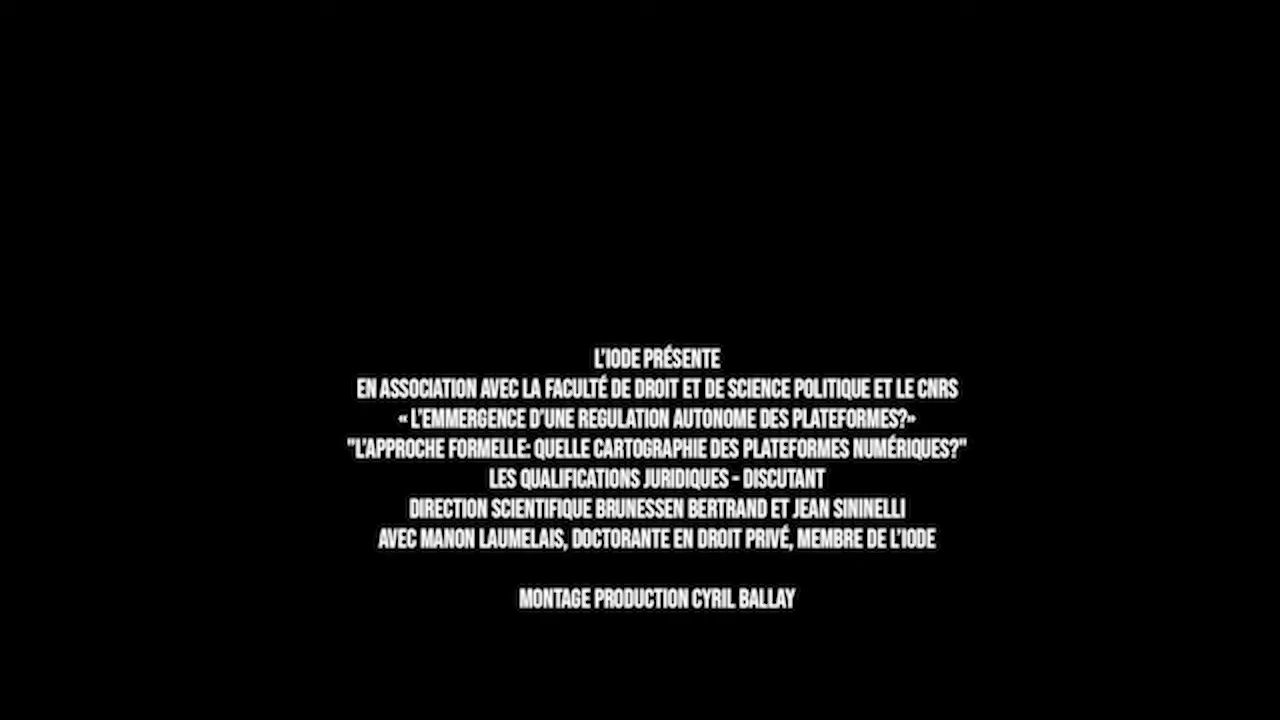 L'IODE PRÉSENTE
EN ASSOCIATION AVEC LA FACULTÉ DE DROIT ET DE SCIENCE POLITIQUE ET LE CNRS
« L'EMMERGENCE D'UNE REGULATION AUTONOME DES PLATEFORMES?»
"L'APPROCHE FORMELLE: QUELLE CARTOGRAPHIE DES PLATEFORMES NUMÉRIQUES?"
LES QUALIFICATIONS JURIDIQUES - DISCUTANT
DIRECTION SCIENTIFIQUE BRUNESSEN BERTRAND ET JEAN SININELLI
AVEC MANON LAUMELAIS, DOCTORANTE EN DROIT PRIVÉ, MEMBRE DE L'IODE
MONTAGE PRODUCTION CYRIL BALLAY